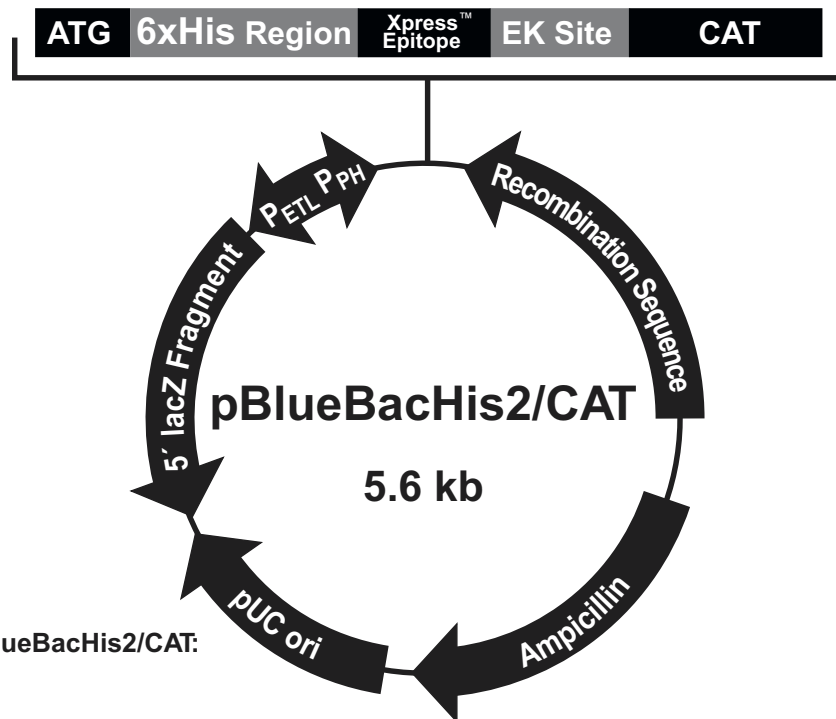 ATG 6xHis Region Xpress™ Epitope EK Site CAT
PETL PPH
Recombination Sequence
5´ lacZ Fragment
pBlueBacHis2/CAT
5.6 kb
Ampicillin
pUC ori
ueBacHis2/CAT: